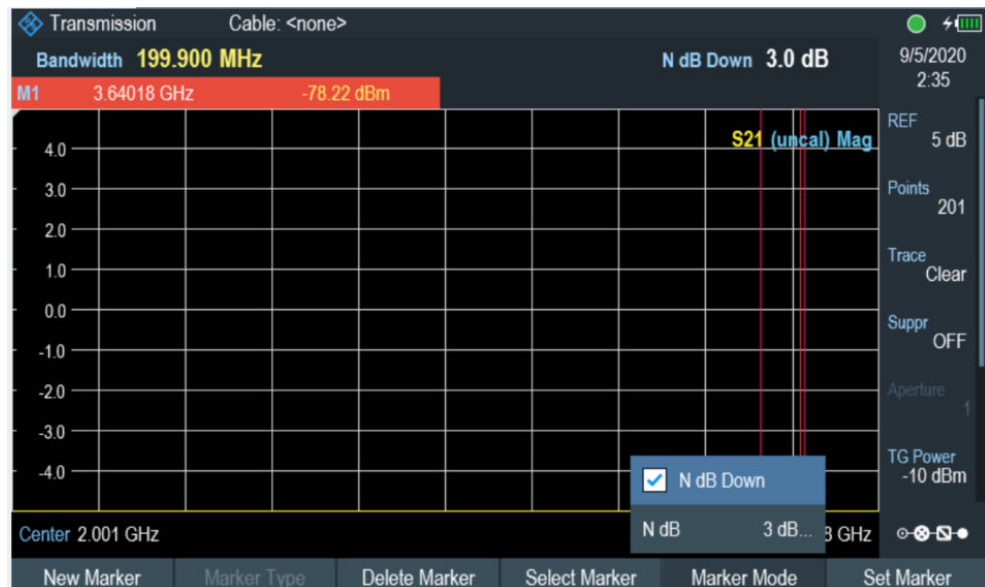 Transmission Cable: <none>
Bandwidth 199.900 MHz N dB Down 3.0 dB
9/5/2020
2:35
M1 3.64018 GHz -78.22 dBm
S21 (uncal) Mag
REF
5 dB
Points
201
Trace
Clear
Suppr
OFF
Aperture
1
TG Power
-10 dBm
4.0
3.0
2.0
1.0
0.0
-1.0
-2.0
-3.0
-4.0
N dB Down
N dB 3 dB...
Center 2.001 GHz GHz
New Marker Marker Type Delete Marker Select Marker Marker Mode Set Marker